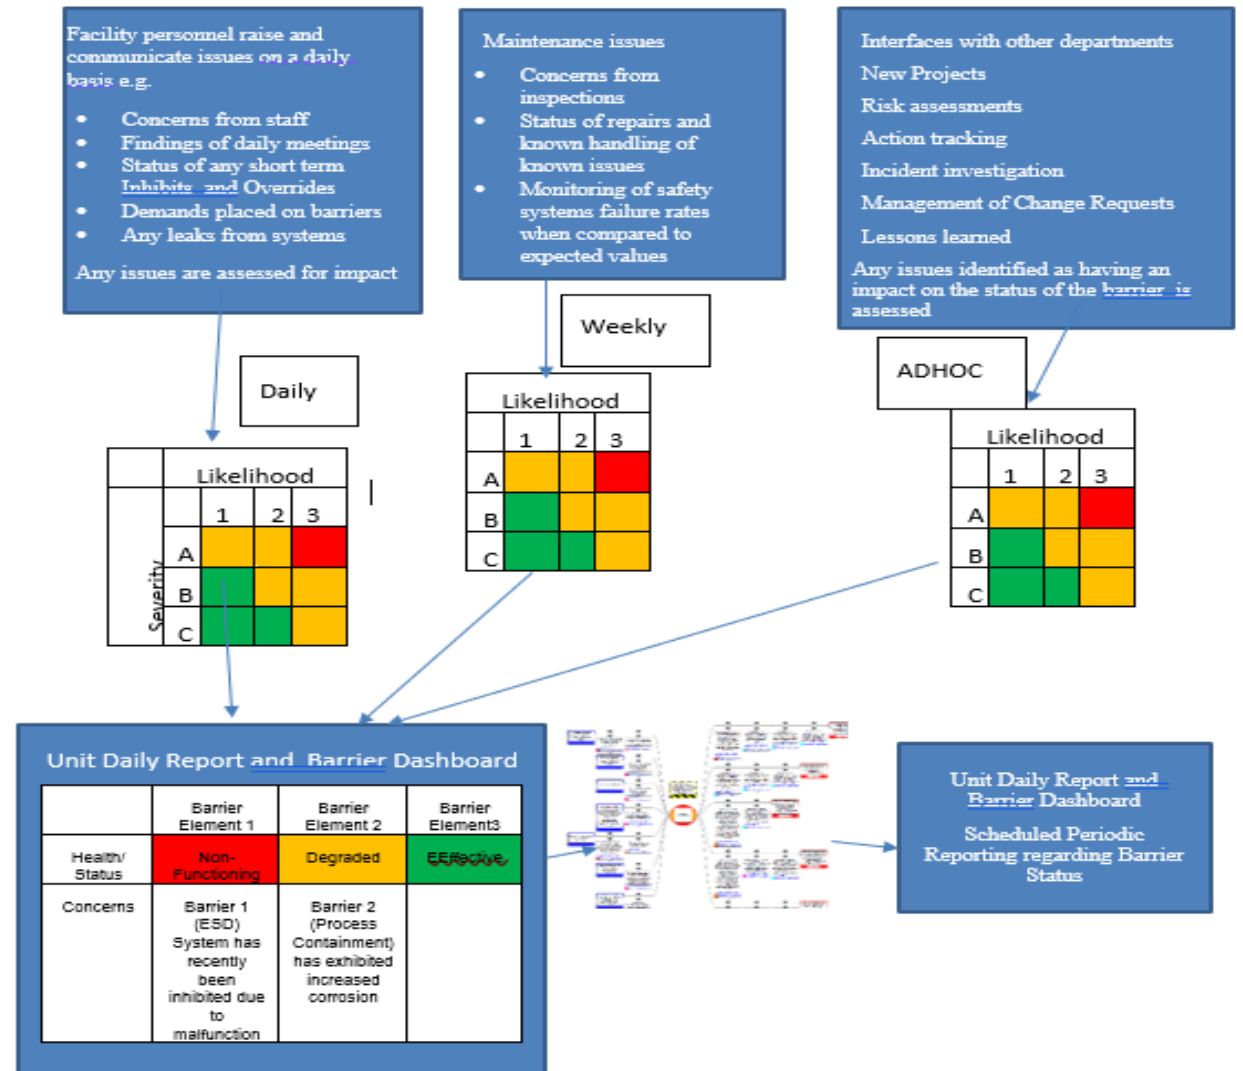 Facility personnel raise and
communicate issues on a daily
basis e.g.
• Concerns from staff
• Findings of daily meetings
• Status of any short term
Inhibits and Overrides
• Demands placed on barriers
• Any leaks from systems
Any issues are assessed for impact
Maintenance issues
• Concerns from
inspections
• Status of repairs and
known handling of
known issues
• Monitoring of safety
systems failure rates
when compared to
expected values
Interfaces with other departments
New Projects
Risk assessments
Action tracking
Incident investigation
Management of Change Requests
Lessons learned
Any issues identified as having an
impact on the status of the barrier is
assessed
Daily
Weekly
ADHOC
Likelihood
1 2 3
Severity
A
B
C
Likelihood
1 2 3
A
B
C
Likelihood
1 2 3
A
B
C
Unit Daily Report and Barrier Dashboard
Barrier
Element 1
Barrier
Element 2
Barrier
Element3
Health/
Status
Non-
Functioning
Degraded
EEffective
Concerns
Barrier 1
(ESD)
System has
recently
been
inhibited due
to
malfunction
Barrier 2
(Process
Containment)
has exhibited
increased
corrosion
Unit Daily Report and
Barrier Dashboard
Scheduled Periodic
Reporting regarding Barrier
Status